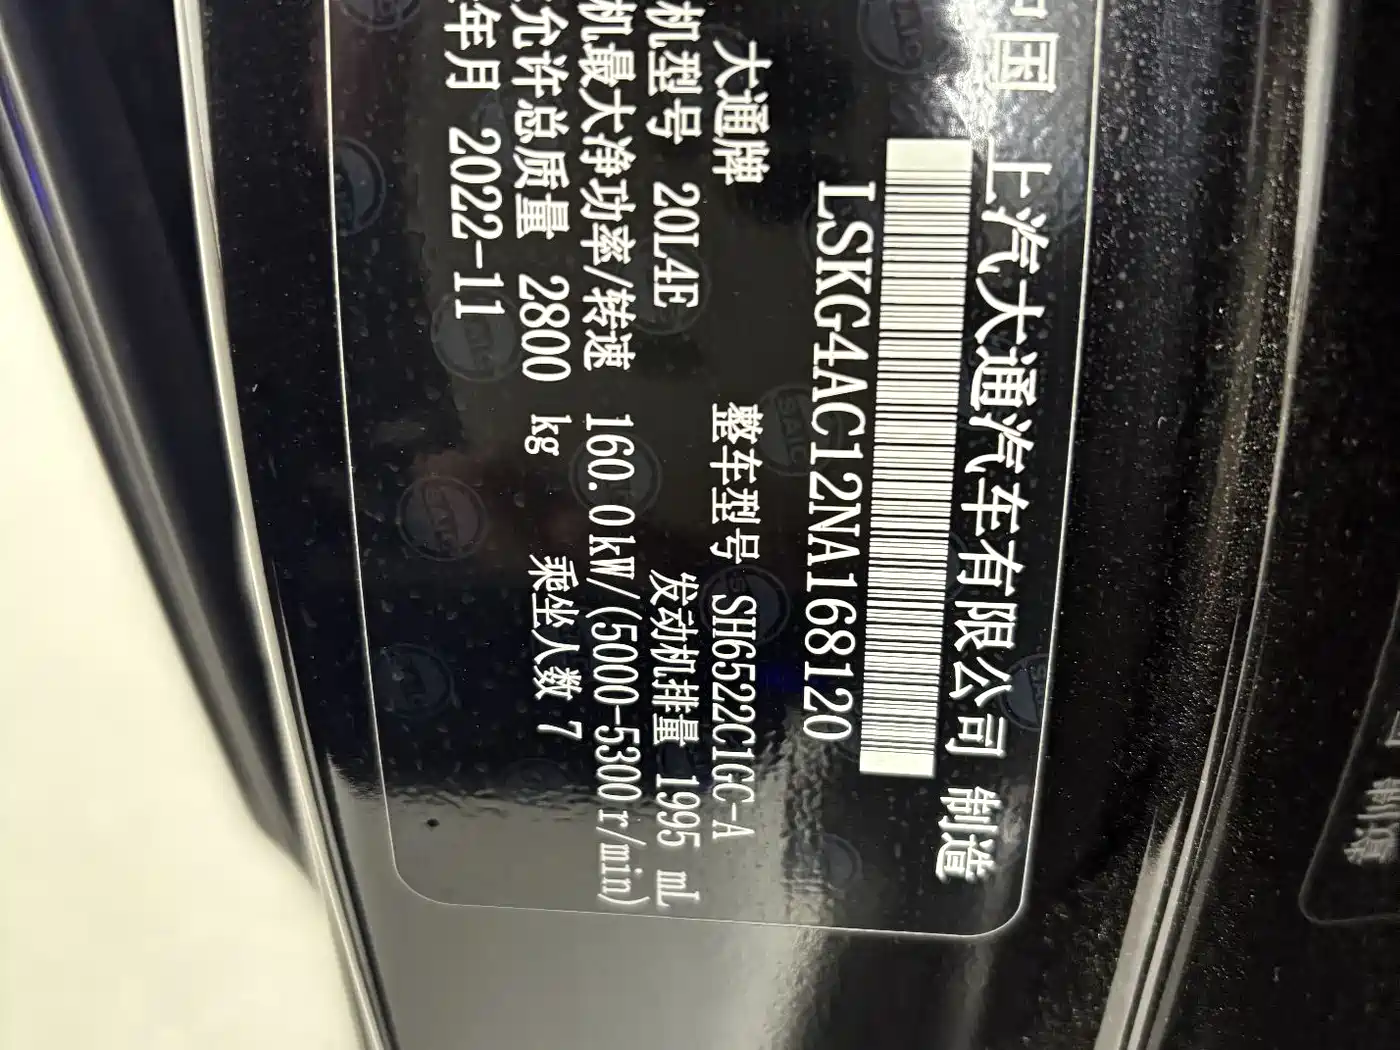 中国 上汽大通汽车有限公司 制造
LSKG4AC12NA168120
大通牌 整车型号 SH6522C1GC-A
机型号 20L4E 发动机排量 1995 mL
机最大净功率/转速 160.0kW/(5000-5300r/min)
允许总质量 2800 kg 乘坐人数 7
年月 2022-11
制造